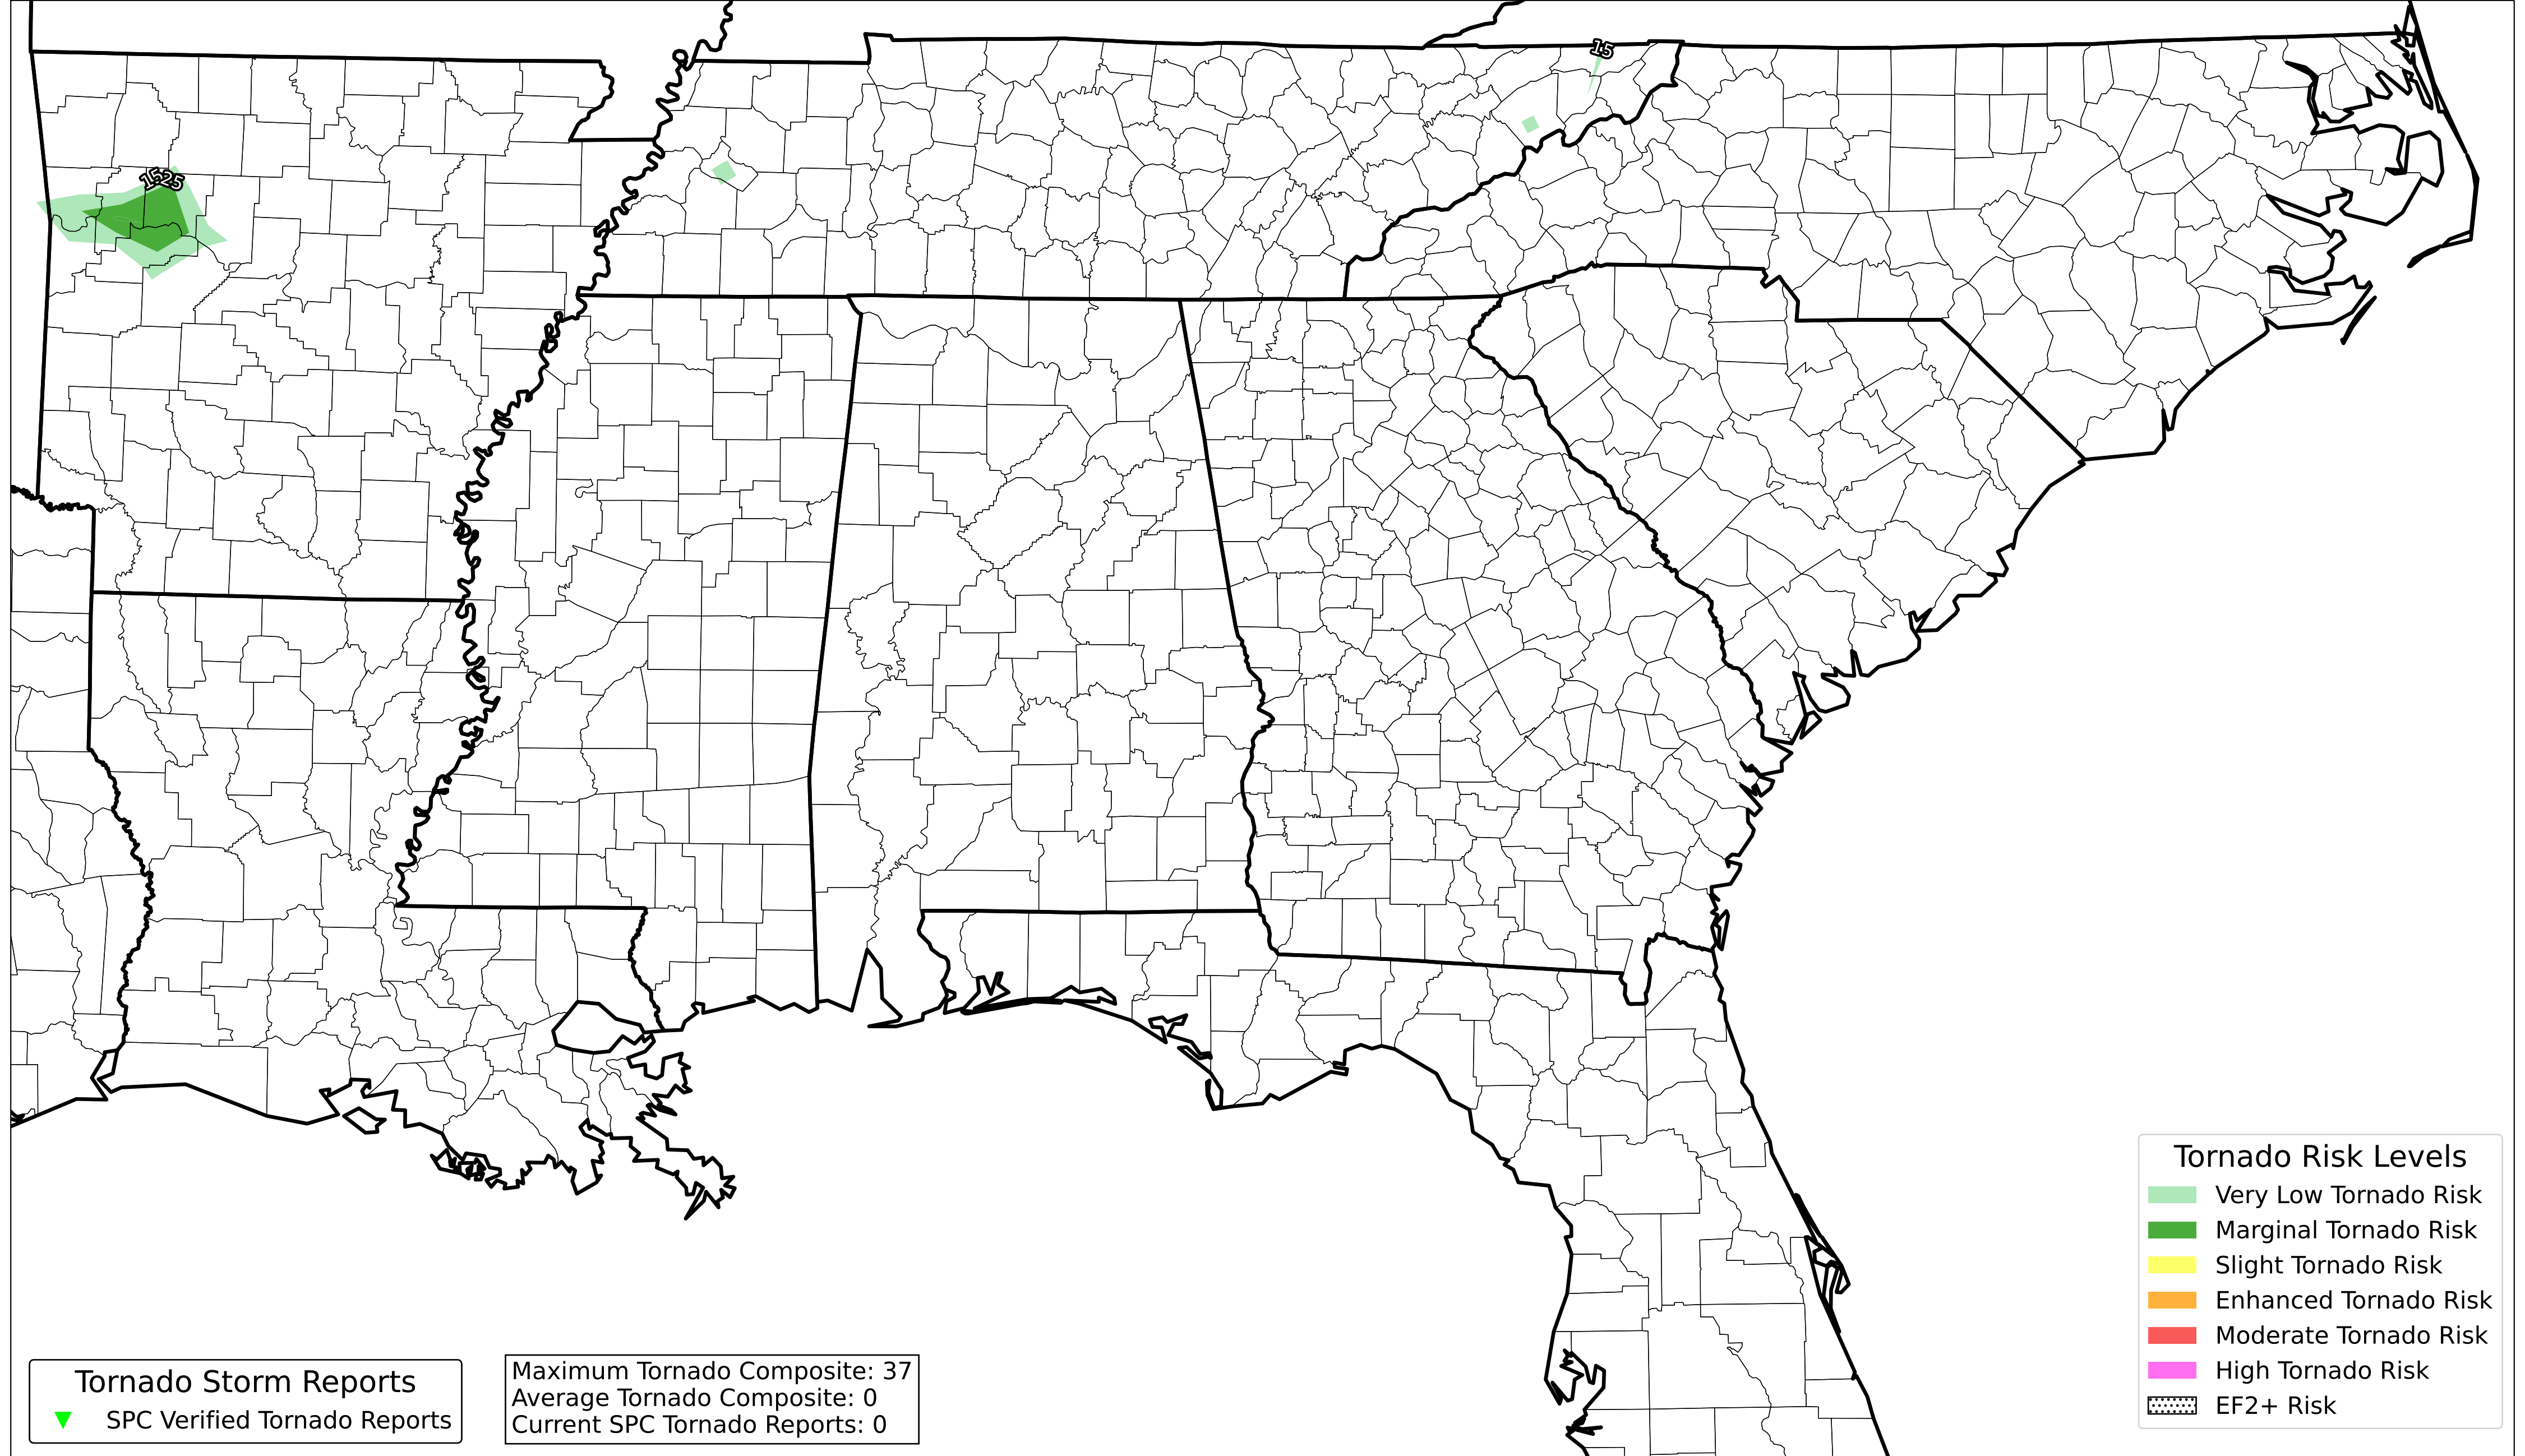 15
1525
Tornado Storm Reports
SPC Verified Tornado Reports
Maximum Tornado Composite: 37
Average Tornado Composite: 0
Current SPC Tornado Reports: 0
Tornado Risk Levels
Very Low Tornado Risk
Marginal Tornado Risk
Slight Tornado Risk
Enhanced Tornado Risk
Moderate Tornado Risk
High Tornado Risk
EF2+ Risk